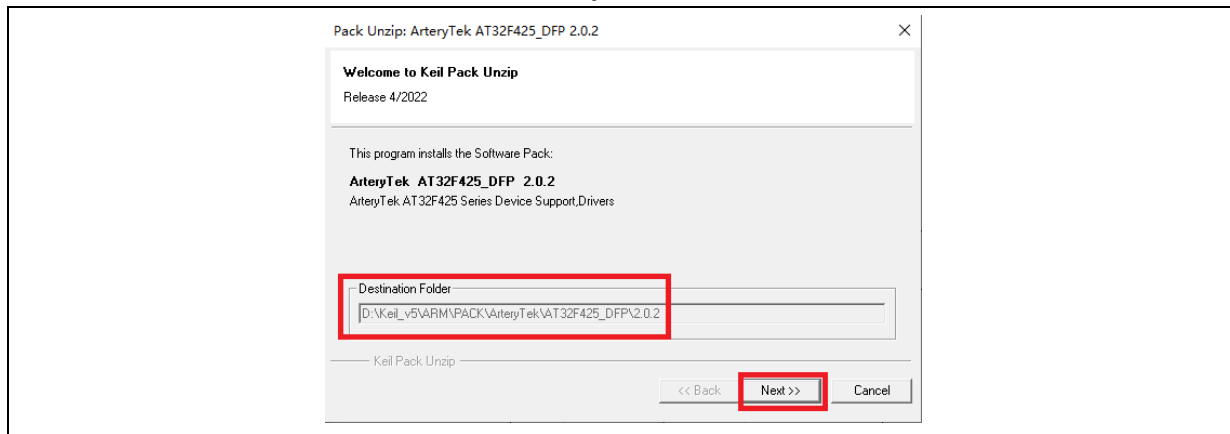 Pack Unzip: ArteryTek AT32F425_DFP 2.0.2
Welcome to Keil Pack Unzip
Release 4/2022
This program installs the Software Pack:
ArteryTek AT32F425_DFP 2.0.2
ArteryTek AT32F425 Series Device Support,Drivers
Destination Folder
D:\Keil_v5\ARM\PACK\ArteryTek\AT32F425_DFP\2.0.2
Keil Pack Unzip
<< Back Next >> Cancel